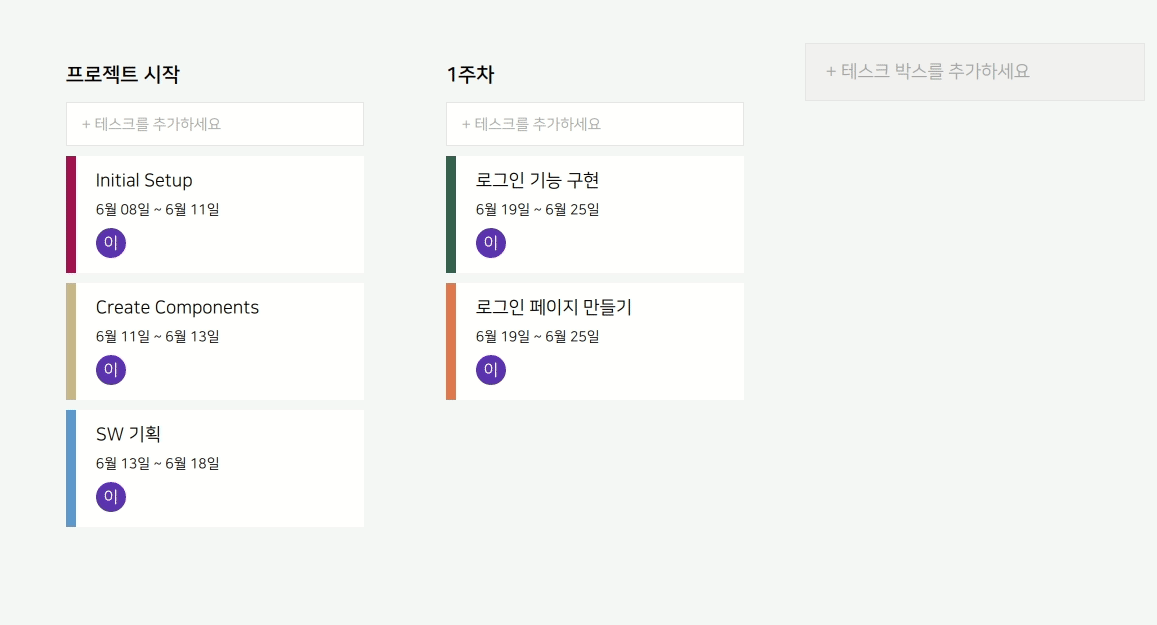 프로젝트 시작
+ 테스크를 추가하세요
Initial Setup
6월 08일 ~ 6월 11일
이
Create Components
6월 11일 ~ 6월 13일
이
SW 기획
6월 13일 ~ 6월 18일
이
1주차
+ 테스크를 추가하세요
로그인 기능 구현
6월 19일 ~ 6월 25일
이
로그인 페이지 만들기
6월 19일 ~ 6월 25일
이
+ 테스크 박스를 추가하세요